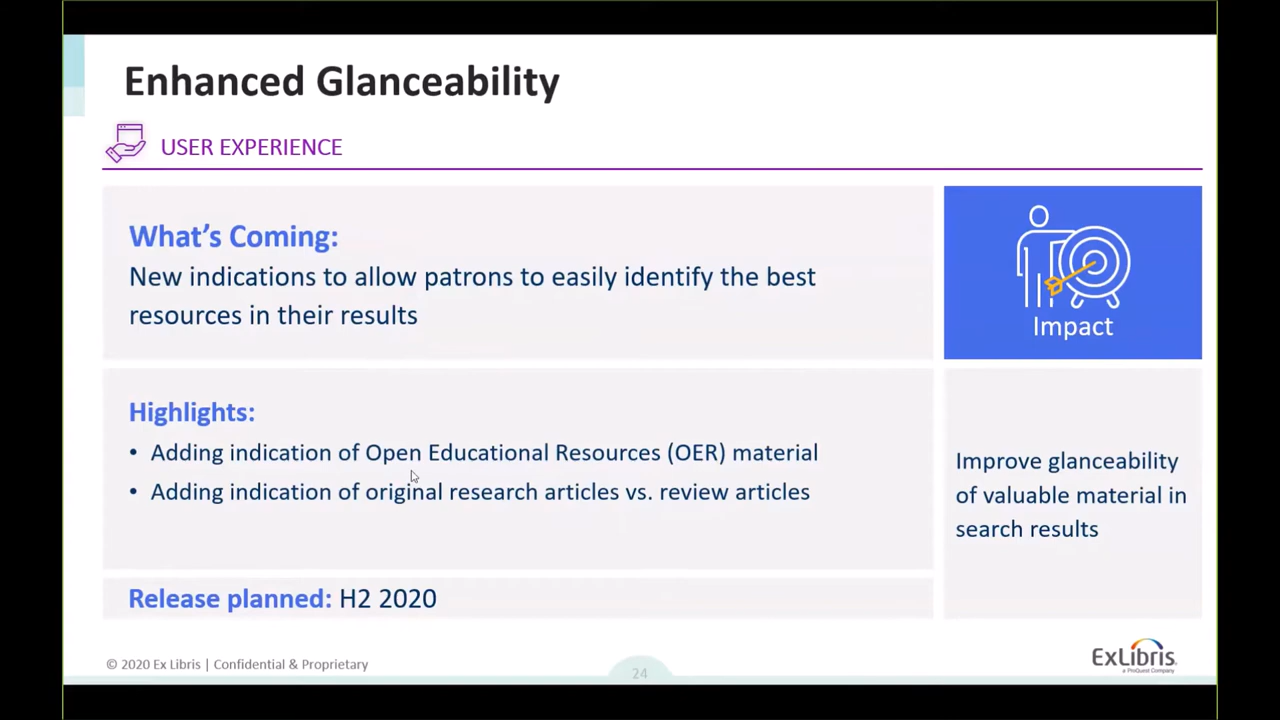 Enhanced Glanceability
USER EXPERIENCE
What's Coming:
New indications to allow patrons to easily identify the best
resources in their results
Impact
Highlights:
• Adding indication of Open Educational Resources (OER) material
• Adding indication of original research articles vs. review articles
Improve glanceability
of valuable material in
search results
Release planned: H2 2020
© 2020 Ex Libris | Confidential & Proprietary
24
ExLibris
a ProQuest Company